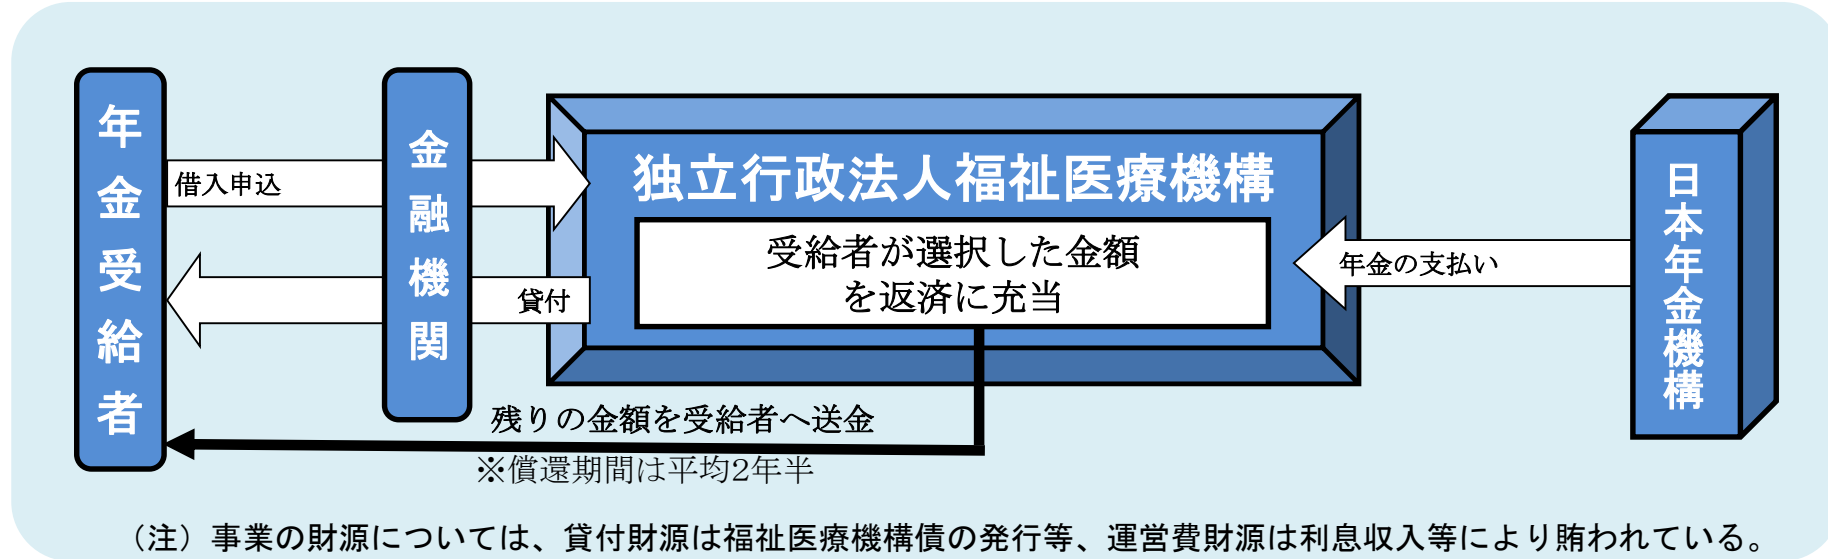 年金受給者
金融機関
借入申込
貸付
独立行政法人福祉医療機構
受給者が選択した金額
を返済に充当
年金の支払い
日本年金機構
残りの金額を受給者へ送金
※償還期間は平均2年半
（注）事業の財源については、貸付財源は福祉医療機構債の発行等、運営費財源は利息収入等により賄われている。